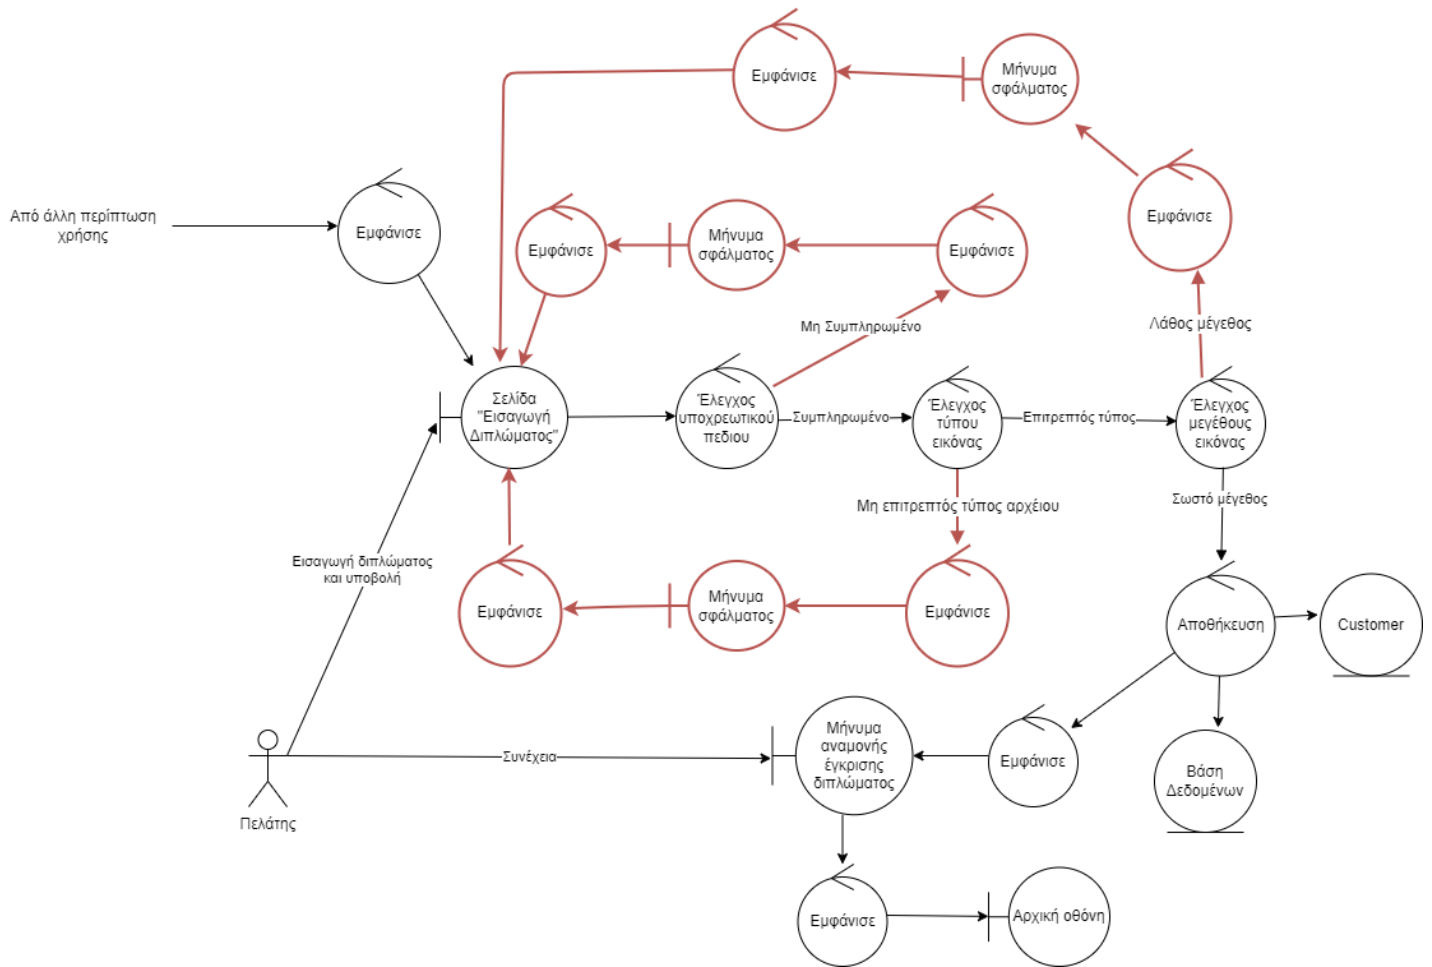 Εμφάνισε
Μήνυμα
σφάλματος
Εμφάνισε
Από άλλη περίπτωση
χρήσης
Εμφάνισε
Εμφάνισε
Μήνυμα
σφάλματος
Εμφάνισε
Μη Συμπληρωμένο
Λάθος μέγεθος
Σελίδα
"Εισαγωγή
Διπλώματος"
Έλεγχος
υποχρεωτικού
πεδιου
Συμπληρωμένο
Έλεγχος
τύπου
εικόνας
Επιτρεπτός τύπος
Έλεγχος
μεγέθους
εικόνας
Μη επιτρεπτός τύπος αρχέιου
Σωστό μέγεθος
Εισαγωγή διπλώματος
και υποβολή
Εμφάνισε
Μήνυμα
σφάλματος
Εμφάνισε
Αποθήκευση
Customer
Πελάτης
Συνέχεια
Μήνυμα
αναμονής
έγκρισης
διπλώματος
Εμφάνισε
Βάση
Δεδομένων
Εμφάνισε
Αρχική οθόνη